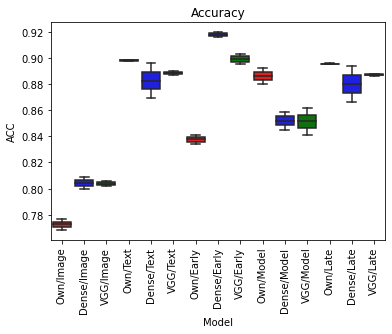 Accuracy
0.92
0.90
0.88
0.86
0.84
0.82
0.80
0.78
ACC
Own/Image
Dense/Image
VGG/Image
Own/Text
Dense/Text
VGG/Text
Own/Early
Dense/Early
VGG/Early
Own/Model
Dense/Model
VGG/Model
Own/Late
Dense/Late
VGG/Late
Model